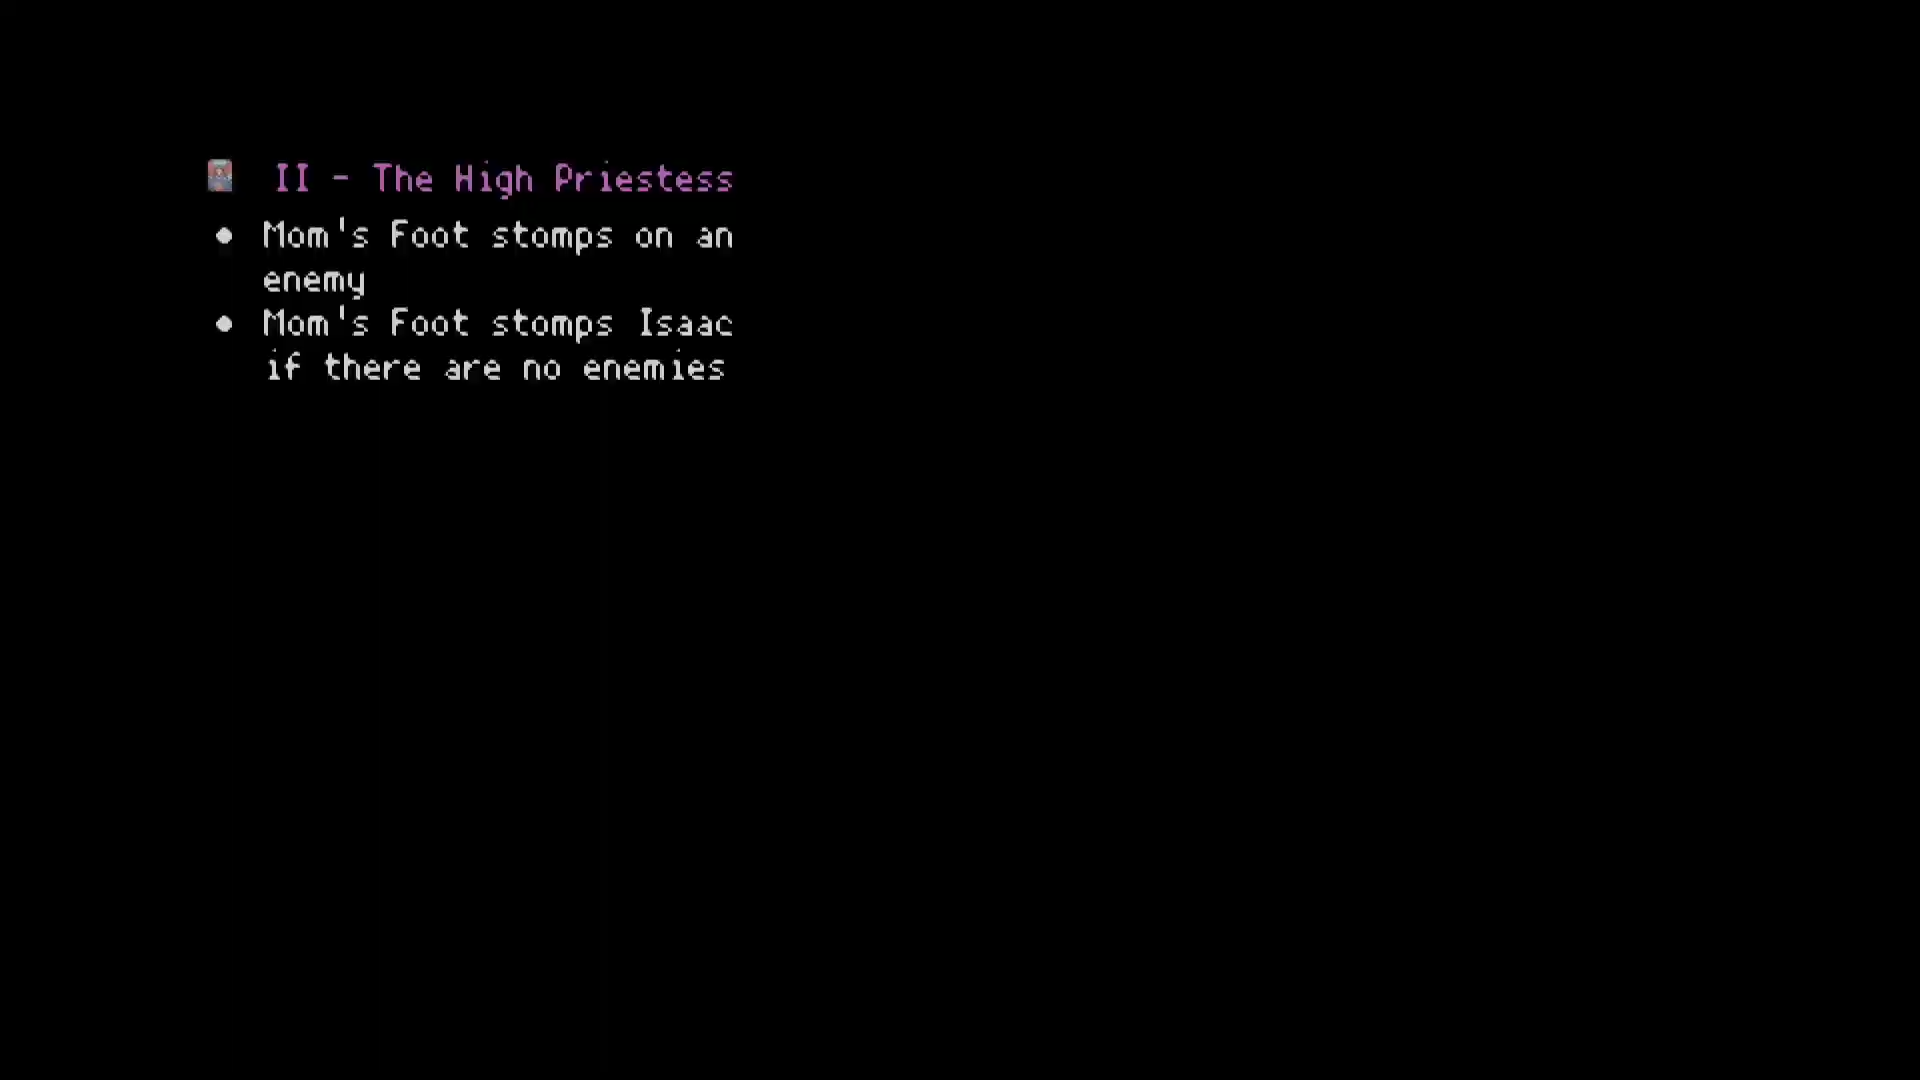 II - The High Priestess
● Mom's Foot stomps on an
enemy
● Mom's Foot stomps Isaac
if there are no enemies